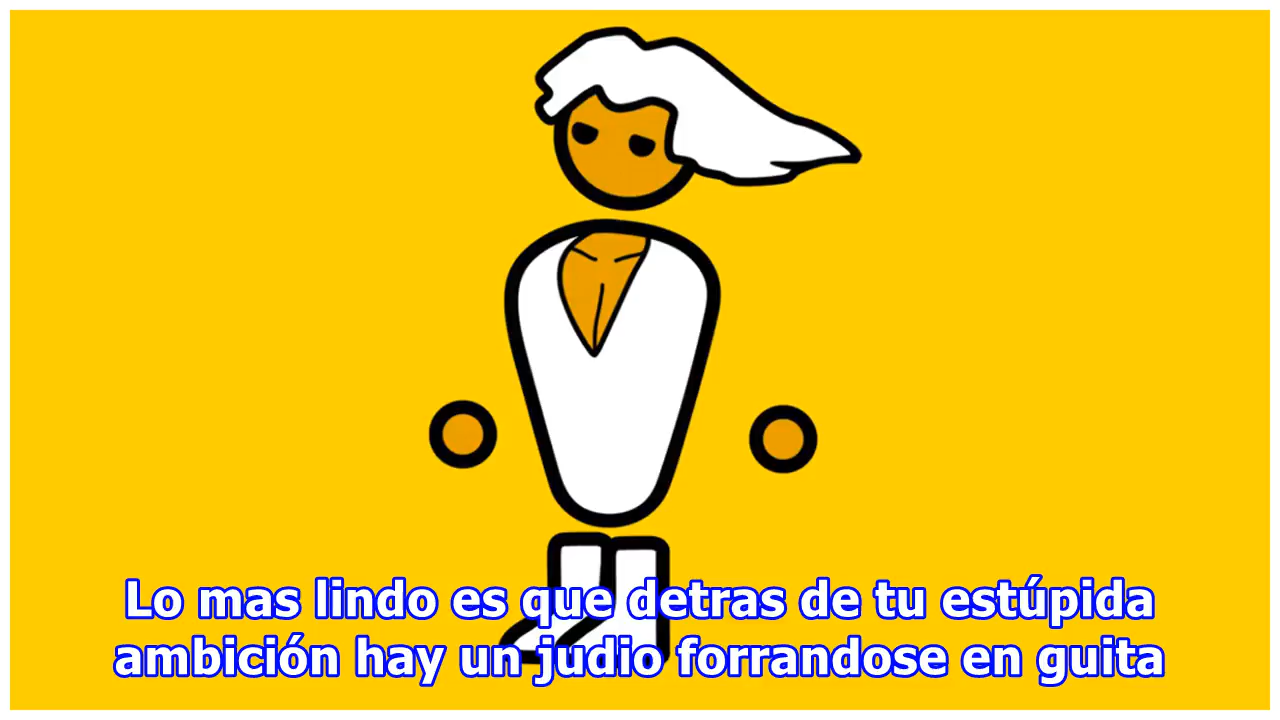 Lo mas lindo es que detras de tu estúpida
ambición hay un judio forrandose en guita